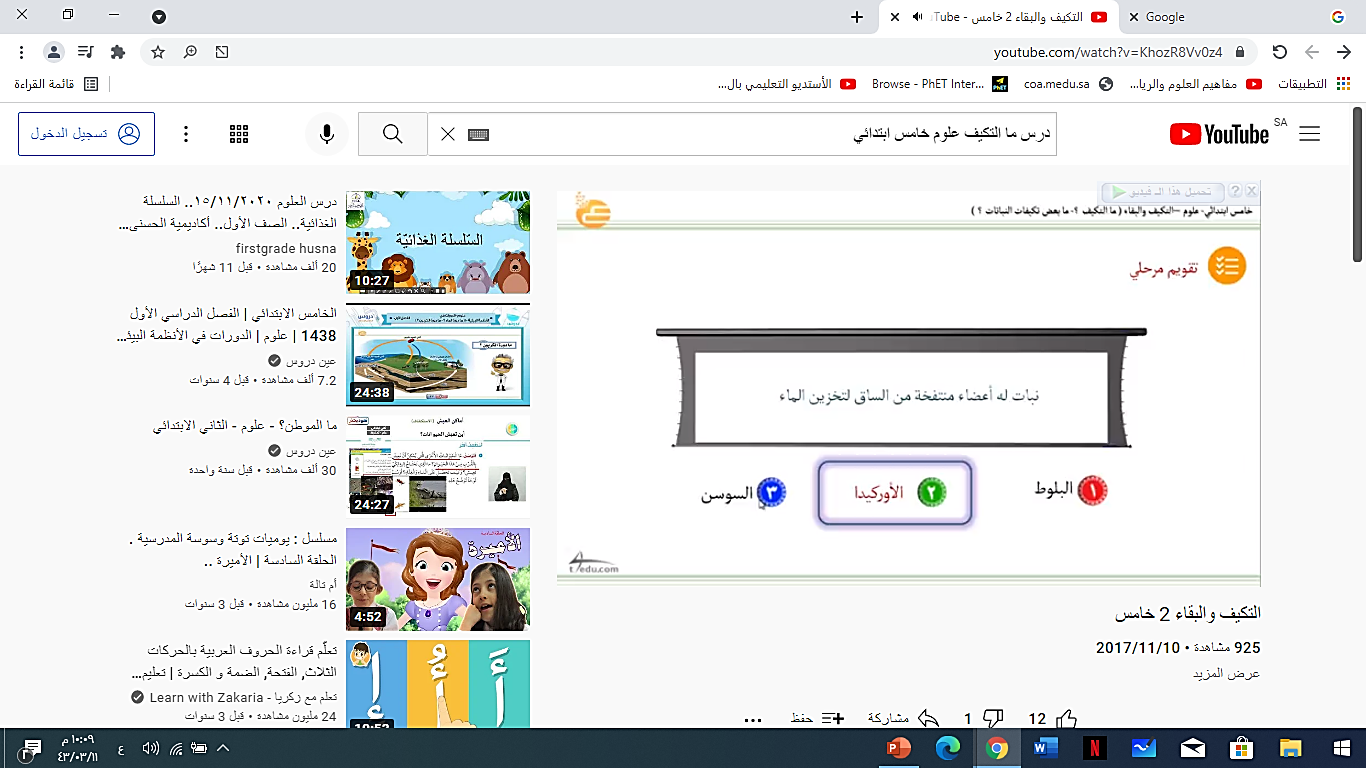 التكيف والبقاء 2 خامس - Tube
Google
youtube.com/watch?v=KhozR8Vv0z4
التطبيقات
مفاهيم العلوم والريا...
coa.medu.sa
Browse - PhET Inter...
الأستديو التعليمي بال...
قائمة القراءة
YouTube SA
درس ما التكيف علوم خامس ابتدائي
تسجيل الدخول
تحميل هذا الـ فيديو
خامس ابتدائي- علوم –التكيف والبقاء ( ما التكيف ؟- ما بعض تكيفات النباتات ؟ )
تقويم مرحلي
نبات له أعضاء منتفخة من الساق لتخزين الماء
١ البلوط
٢ الأوركيدا
٣ السوسن
t4edu.com
التكيف والبقاء 2 خامس
925 مشاهدة • 2017/11/10
عرض المزيد
12
1
مشاركة
حفظ
السلسلة الغذائية
10:27
درس العلوم ١٥/١١/٢٠٢٠.. السلسلة
الغذائية.. الصف الأول.. أكاديمية الحسنى...
firstgrade husna
20 ألف مشاهدة • قبل 11 شهرًا
24:38
الخامس الابتدائي | الفصل الدراسي الأول
1438 | علوم | الدورات في الأنظمة البيئ...
عين دروس
7.2 ألف مشاهدة • قبل 4 سنوات
أماكن العيش
أين تعيش الحيوانات؟
24:27
ما الموطن؟ - علوم - الثاني الابتدائي
عين دروس
30 ألف مشاهدة • قبل سنة واحدة
الأميرة
4:52
مسلسل : يوميات توتة وسوسة المدرسية .
الحلقة السادسة | الأميرة ..
أم تالة
16 مليون مشاهدة • قبل 3 سنوات
أَ
أُ
إِ
تعلّم قراءة الحروف العربية بالحركات
الثلاث, الفتحة, الضمة و الكسرة | تعليم...
تعلم مع زكريا - Learn with Zakaria
24 مليون مشاهدة • قبل 3 سنوات
ع
١٠:٠٩ م
٤٣/٠٣/١١